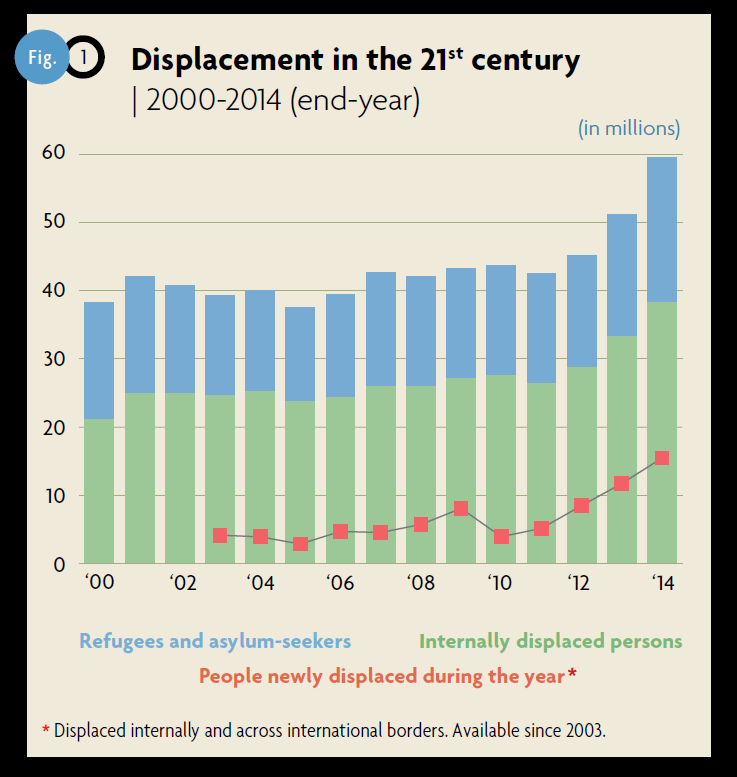 Fig. 1
Displacement in the 21st century
| 2000-2014 (end-year)
(in millions)
60
50
40
30
20
10
0
‘00 ‘02 ‘04 ‘06 ‘08 ‘10 ‘12 ‘14
Refugees and asylum-seekers Internally displaced persons
People newly displaced during the year*
* Displaced internally and across international borders. Available since 2003.